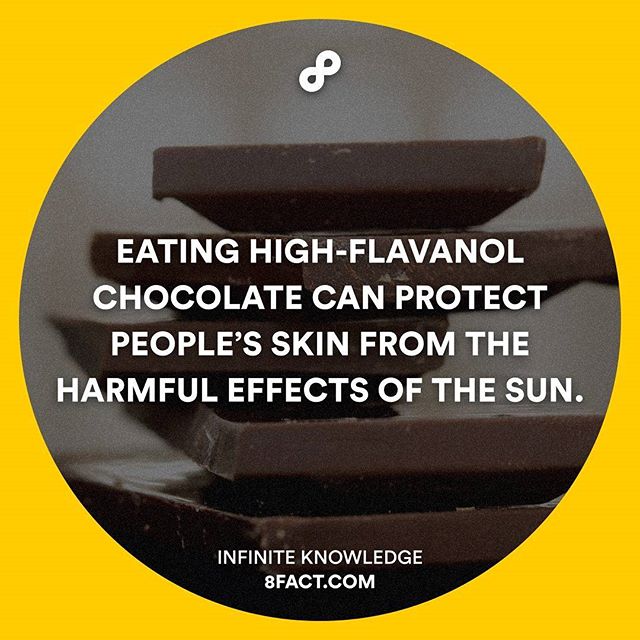 EATING HIGH-FLAVANOL
CHOCOLATE CAN PROTECT
PEOPLE'S SKIN FROM THE
HARMFUL EFFECTS OF THE SUN.
INFINITE KNOWLEDGE
8FACT.COM